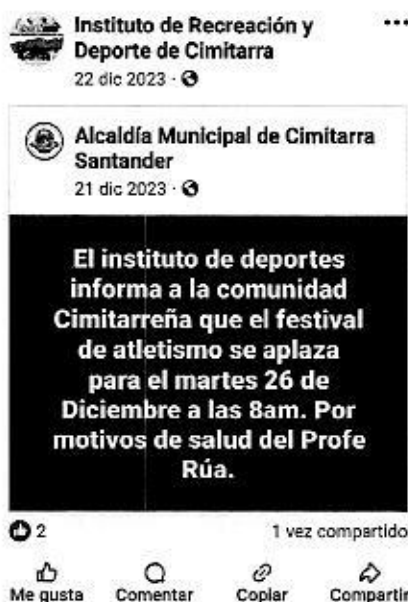 Instituto de Recreación y
Deporte de Cimitarra
22 dic 2023 ·
Alcaldía Municipal de Cimitarra
Santander
21 dic 2023 ·
El instituto de deportes
informa a la comunidad
Cimitarreña que el festival
de atletismo se aplaza
para el martes 26 de
Diciembre a las 8am. Por
motivos de salud del Profe
Rúa.
2 1 vez compartido
Me gusta Comentar Copiar Compartir